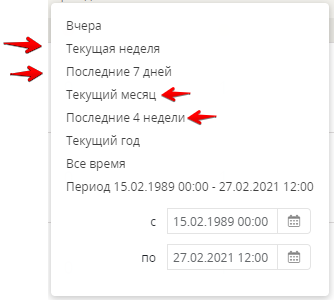 Вчера
Текущая неделя
Последние 7 дней
Текущий месяц
Последние 4 недели
Текущий год
Все время
Период 15.02.1989 00:00 - 27.02.2021 12:00
с 15.02.1989 00:00
по 27.02.2021 12:00